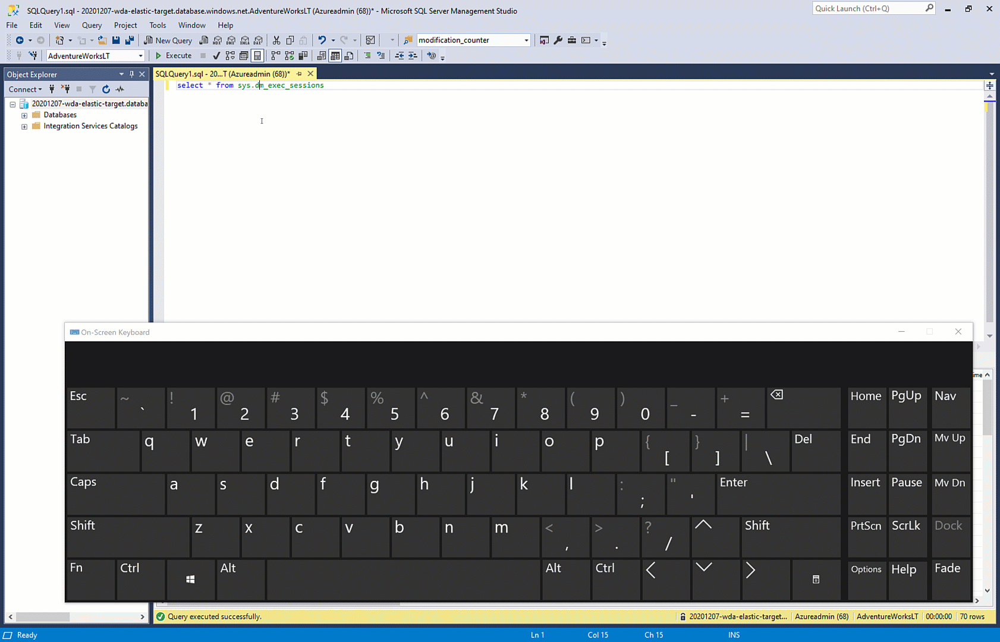 SQLQuery1.sql - 20201207-wda-elastic-target.database.windows.net.AdventureWorksLT (Azureadmin (68))* - Microsoft SQL Server Management Studio
Quick Launch (Ctrl+Q)
File Edit View Query Project Tools Window Help
New Query MDX DMX XMLA DAX modification_counter
AdventureWorksLT Execute
Object Explorer
SQLQuery1.sql - 20...T (Azureadmin (68))*
Connect
select * from sys.dm_exec_sessions
20201207-wda-elastic-target.databa
Databases
Integration Services Catalogs
On-Screen Keyboard
ime
Esc ~ ` ! 1 @ 2 # 3 $ 4 % 5 ^ 6 & 7 * 8 ( 9 ) 0 _ - + = Home PgUp Nav
Tab q w e r t y u i o p { [ } ] | \ Del End PgDn Mv Up
Caps a s d f g h j k l : ; " ' Enter Insert Pause Mv Dn
Shift z x c v b n m < , > . ? / Shift PrtScn ScrLk Dock
Fn Ctrl Alt Alt Ctrl Options Help Fade
Query executed successfully. 20201207-wda-elastic-target... Azureadmin (68) AdventureWorksLT 00:00:00 70 rows
Ready Ln 1 Col 15 Ch 15 INS